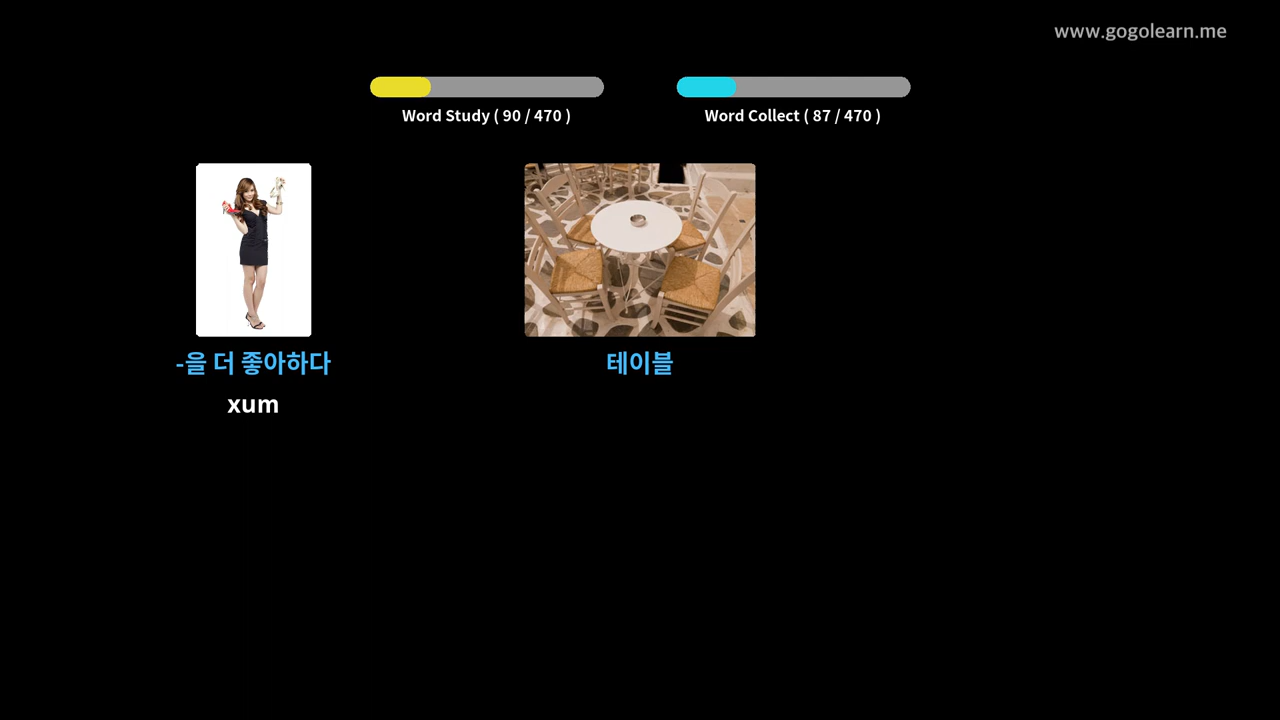 www.gogolearn.me
Word Study ( 90 / 470 )
Word Collect ( 87 / 470 )
-을 더 좋아하다
테이블
xum